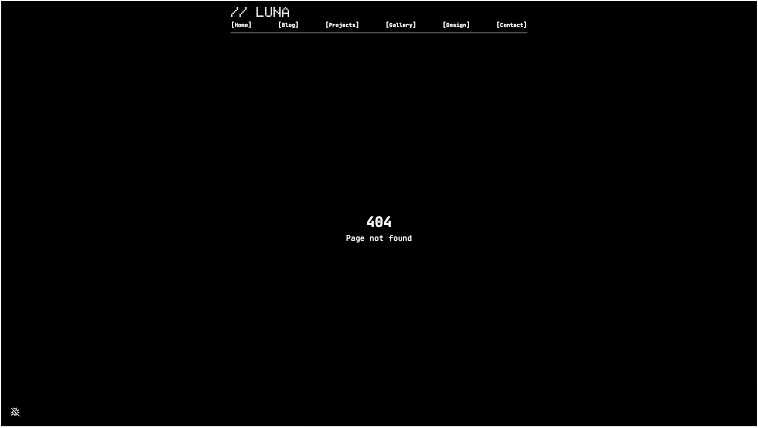 // LUNA
[Home] [Blog] [Projects] [Gallery] [Design] [Contact]
404
Page not found